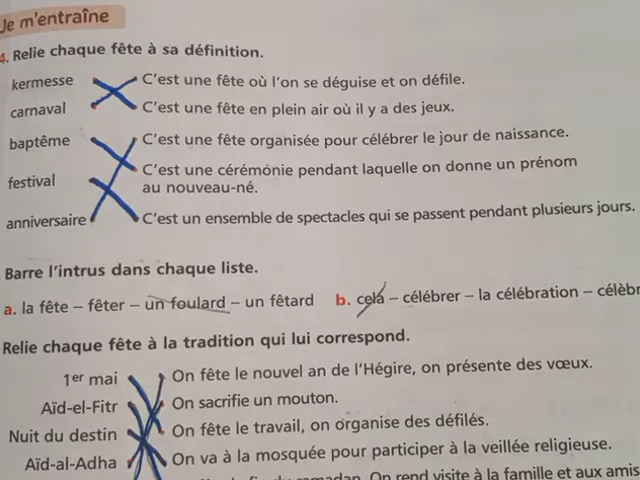 Je m'entraîne
4. Relie chaque fête à sa définition.
kermesse C'est une fête où l'on se déguise et on défile.
carnaval C'est une fête en plein air où il y a des jeux.
baptême C'est une fête organisée pour célébrer le jour de naissance.
festival C'est une cérémonie pendant laquelle on donne un prénom
au nouveau-né.
anniversaire C'est un ensemble de spectacles qui se passent pendant plusieurs jours.
Barre l'intrus dans chaque liste.
a. la fête – fêter – un foulard – un fêtard b. cela – célébrer – la célébration –
Relie chaque fête à la tradition qui lui correspond.
1er mai On fête le nouvel an de l'Hégire, on présente des vœux.
Aïd-el-Fitr On sacrifie un mouton.
Nuit du destin On fête le travail, on organise des défilés.
Aïd-al-Adha On va à la mosquée pour participer à la veillée religieuse.
On rend visite à la famille et aux amis